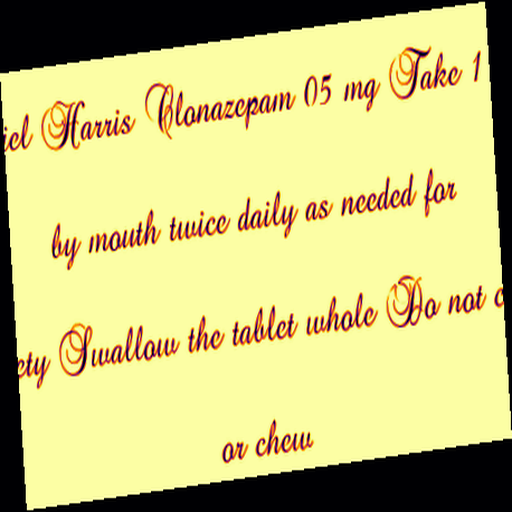 Harris Clonazepam 05 mg Take 1
by mouth twice daily as needed for
Swallow the tablet whole Do not
or chew